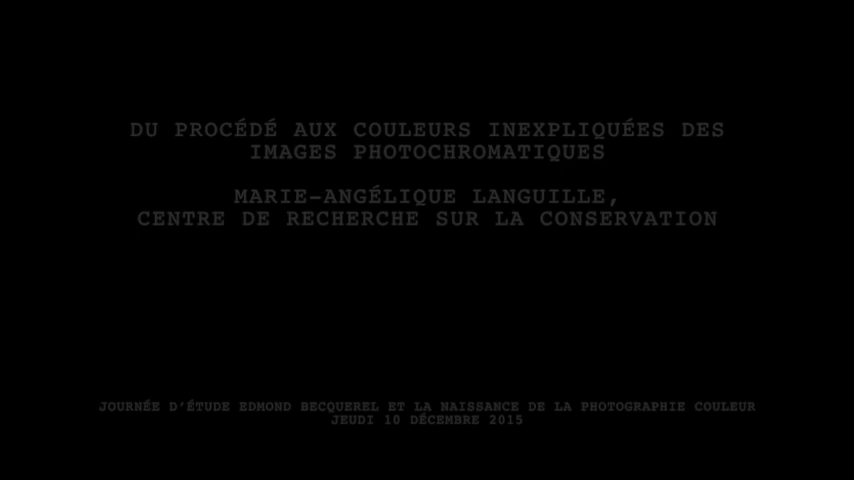 DU PROCÉDÉ AUX COULEURS INEXPLIQUÉES DES
IMAGES PHOTOCHROMATIQUES
MARIE-ANGÉLIQUE LANGUILLE,
CENTRE DE RECHERCHE SUR LA CONSERVATION
JOURNÉE D'ÉTUDE EDMOND BECQUEREL ET LA NAISSANCE DE LA PHOTOGRAPHIE COULEUR
JEUDI 10 DÉCEMBRE 2015